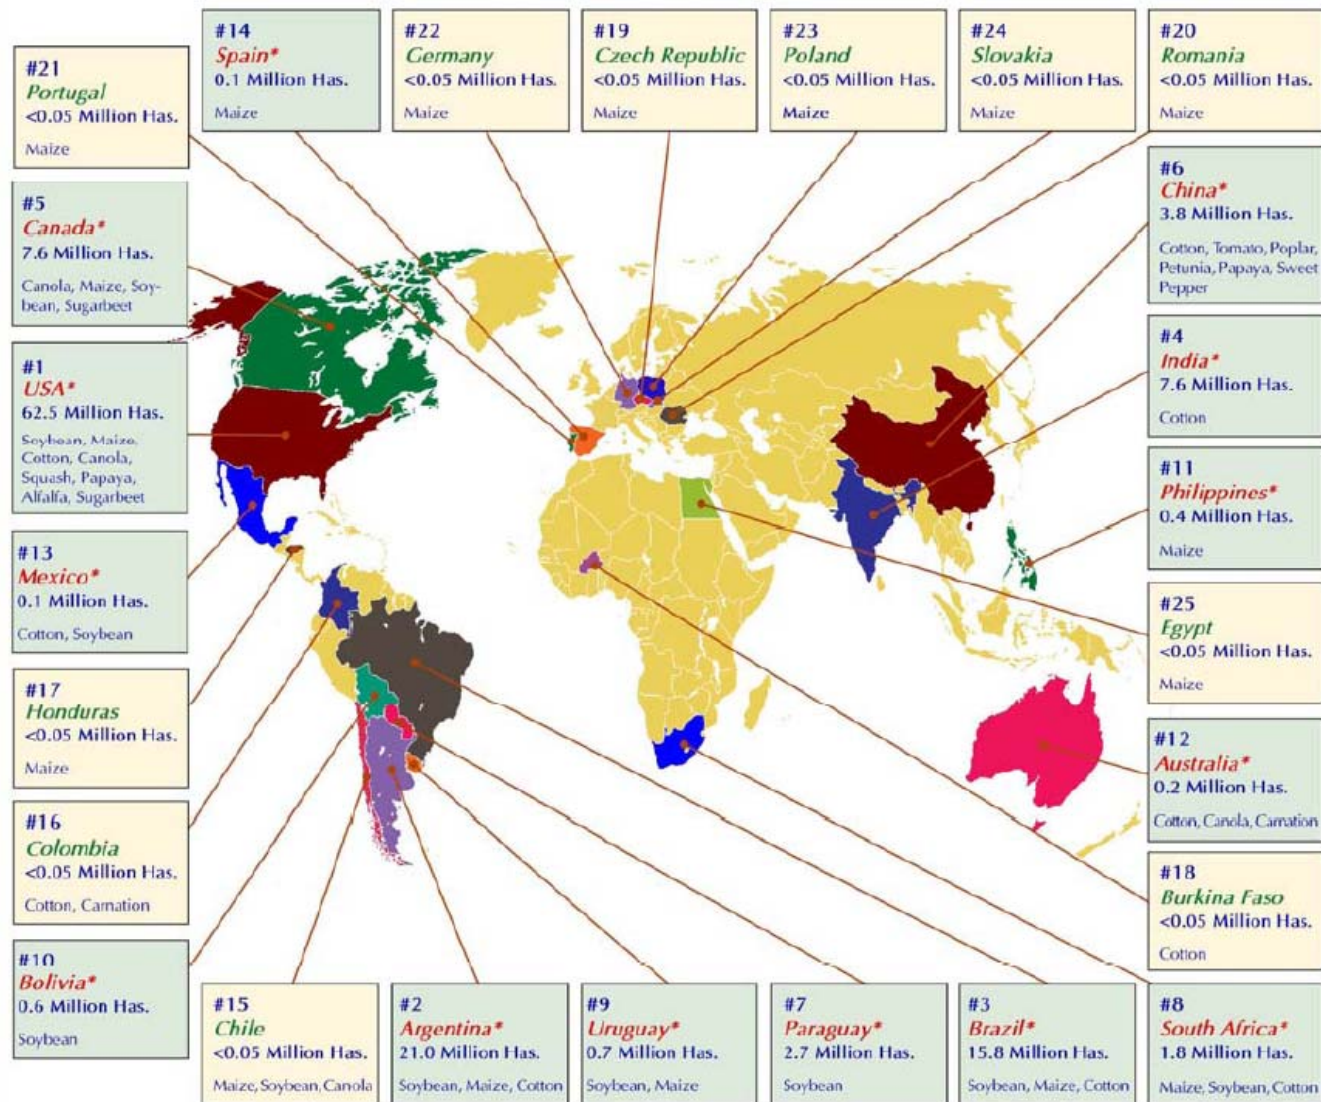 #14
Spain*
0.1 Million Has.
Maize
#22
Germany
<0.05 Million Has.
Maize
#19
Czech Republic
<0.05 Million Has.
Maize
#23
Poland
<0.05 Million Has.
Maize
#24
Slovakia
<0.05 Million Has.
Maize
#20
Romania
<0.05 Million Has.
Maize
#21
Portugal
<0.05 Million Has.
Maize
#5
Canada*
7.6 Million Has.
Canola, Maize, Soy-
bean, Sugarbeet
#1
USA*
62.5 Million Has.
Soybean, Maize,
Cotton, Canola,
Squash, Papaya,
Alfalfa, Sugarbeet
#13
Mexico*
0.1 Million Has.
Cotton, Soybean
#17
Honduras
<0.05 Million Has.
Maize
#16
Colombia
<0.05 Million Has.
Cotton, Carnation
#10
Bolivia*
0.6 Million Has.
Soybean
#6
China*
3.8 Million Has.
Cotton, Tomato, Poplar,
Petunia, Papaya, Sweet
Pepper
#4
India*
7.6 Million Has.
Cotton
#11
Philippines*
0.4 Million Has.
Maize
#25
Egypt
<0.05 Million Has.
Maize
#12
Australia*
0.2 Million Has.
Cotton, Canola, Carnation
#18
Burkina Faso
<0.05 Million Has.
Cotton
#15
Chile
<0.05 Million Has.
Maize, Soybean, Canola
#2
Argentina*
21.0 Million Has.
Soybean, Maize, Cotton
#9
Uruguay*
0.7 Million Has.
Soybean, Maize
#7
Paraguay*
2.7 Million Has.
Soybean
#3
Brazil*
15.8 Million Has.
Soybean, Maize, Cotton
#8
South Africa*
1.8 Million Has.
Maize, Soybean, Cotton